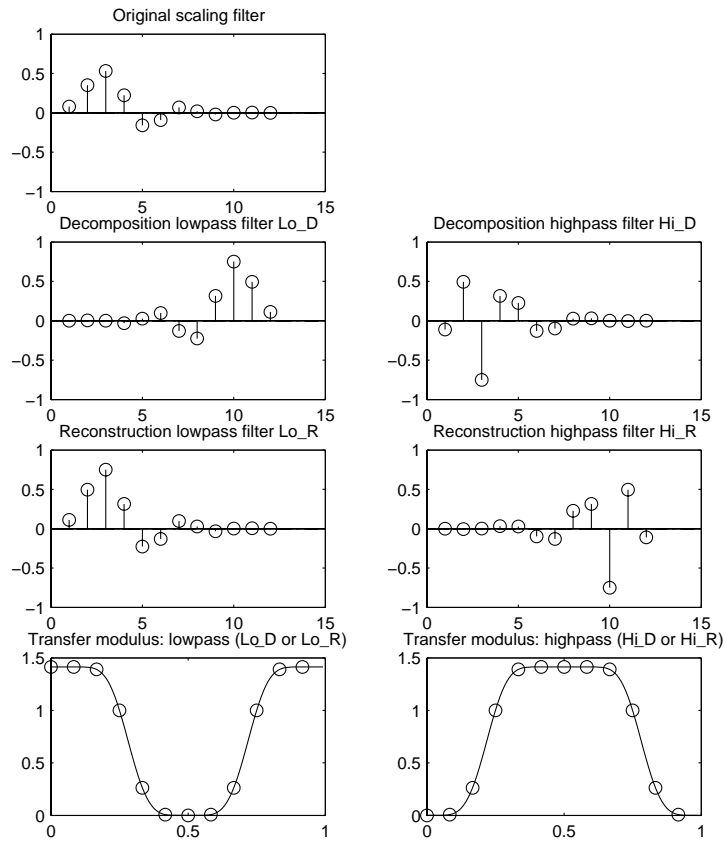 Original scaling filter
1
0.5
0
−0.5
−1
0 5 10 15
Decomposition lowpass filter Lo_D
1
0.5
0
−0.5
−1
0 5 10 15
Decomposition highpass filter Hi_D
1
0.5
0
−0.5
−1
0 5 10 15
Reconstruction lowpass filter Lo_R
1
0.5
0
−0.5
−1
0 5 10 15
Reconstruction highpass filter Hi_R
1
0.5
0
−0.5
−1
0 5 10 15
Transfer modulus: lowpass (Lo_D or Lo_R)
1.5
1
0.5
0
0 0.5 1
Transfer modulus: highpass (Hi_D or Hi_R)
1.5
1
0.5
0
0 0.5 1